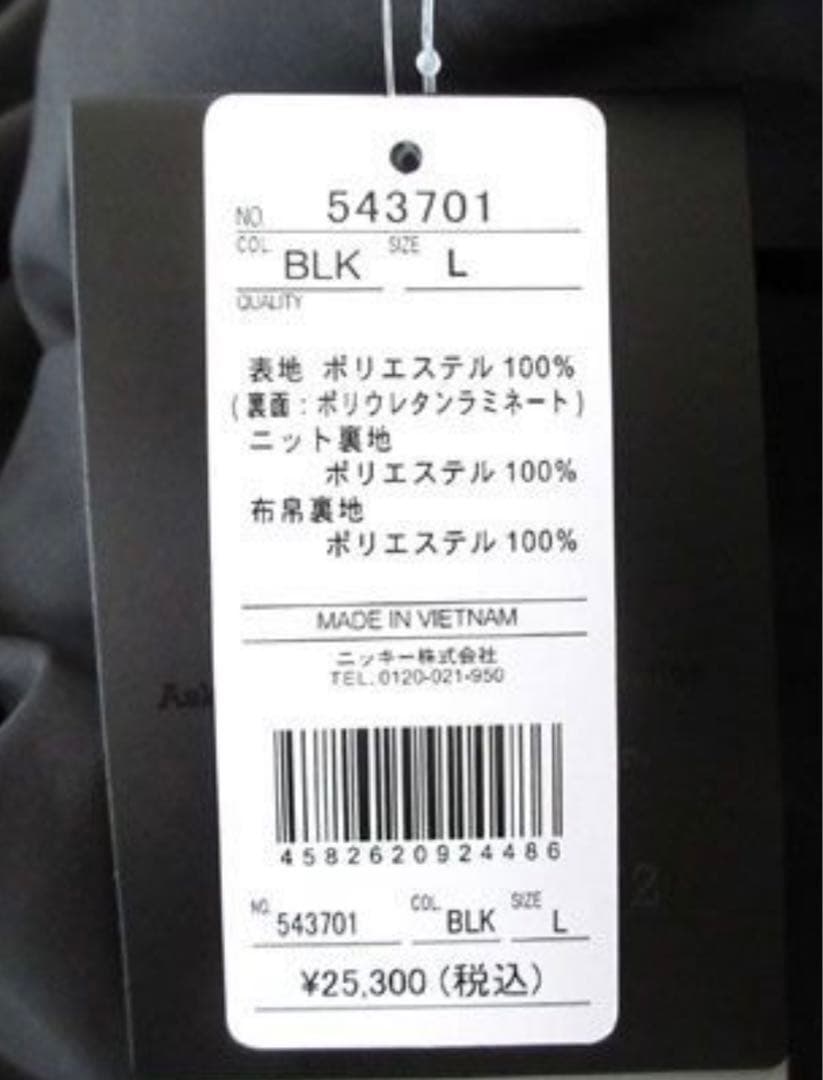 NO. 543701
COL. BLK SIZE L
QUALITY
表地 ポリエステル 100%
(裏面:ポリウレタンラミネート)
ニット裏地
ポリエステル 100%
布帛裏地
ポリエステル 100%
MADE IN VIETNAM
ニッキー株式会社
TEL.0120-021-950
4582620924486
NO. 543701 COL. BLK SIZE L
¥25,300(税込)